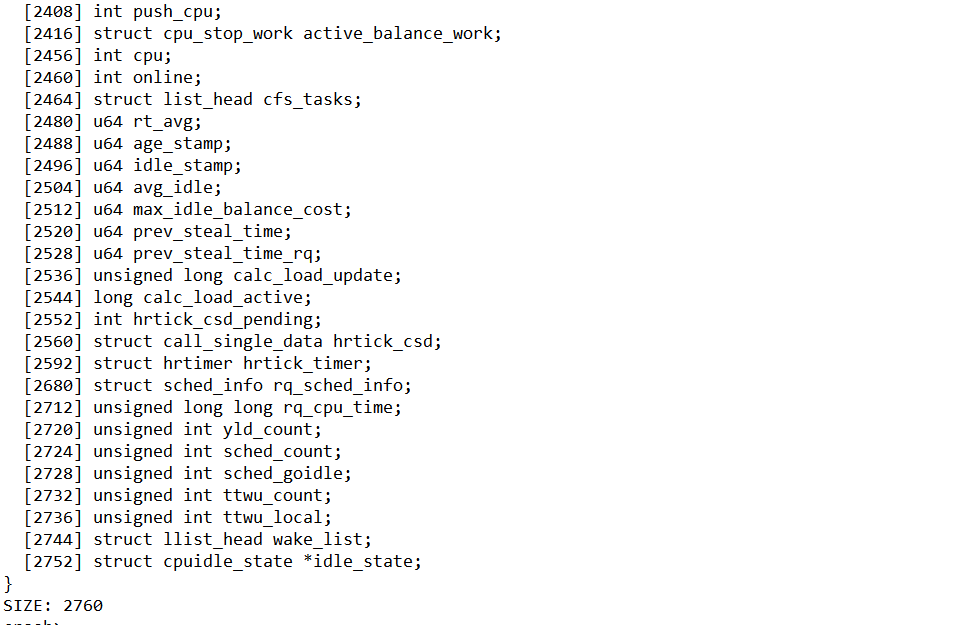 [2408] int push_cpu;
[2416] struct cpu_stop_work active_balance_work;
[2456] int cpu;
[2460] int online;
[2464] struct list_head cfs_tasks;
[2480] u64 rt_avg;
[2488] u64 age_stamp;
[2496] u64 idle_stamp;
[2504] u64 avg_idle;
[2512] u64 max_idle_balance_cost;
[2520] u64 prev_steal_time;
[2528] u64 prev_steal_time_rq;
[2536] unsigned long calc_load_update;
[2544] long calc_load_active;
[2552] int hrtick_csd_pending;
[2560] struct call_single_data hrtick_csd;
[2592] struct hrtimer hrtick_timer;
[2680] struct sched_info rq_sched_info;
[2712] unsigned long long rq_cpu_time;
[2720] unsigned int yld_count;
[2724] unsigned int sched_count;
[2728] unsigned int sched_goidle;
[2732] unsigned int ttwu_count;
[2736] unsigned int ttwu_local;
[2744] struct llist_head wake_list;
[2752] struct cpuidle_state *idle_state;
}
SIZE: 2760